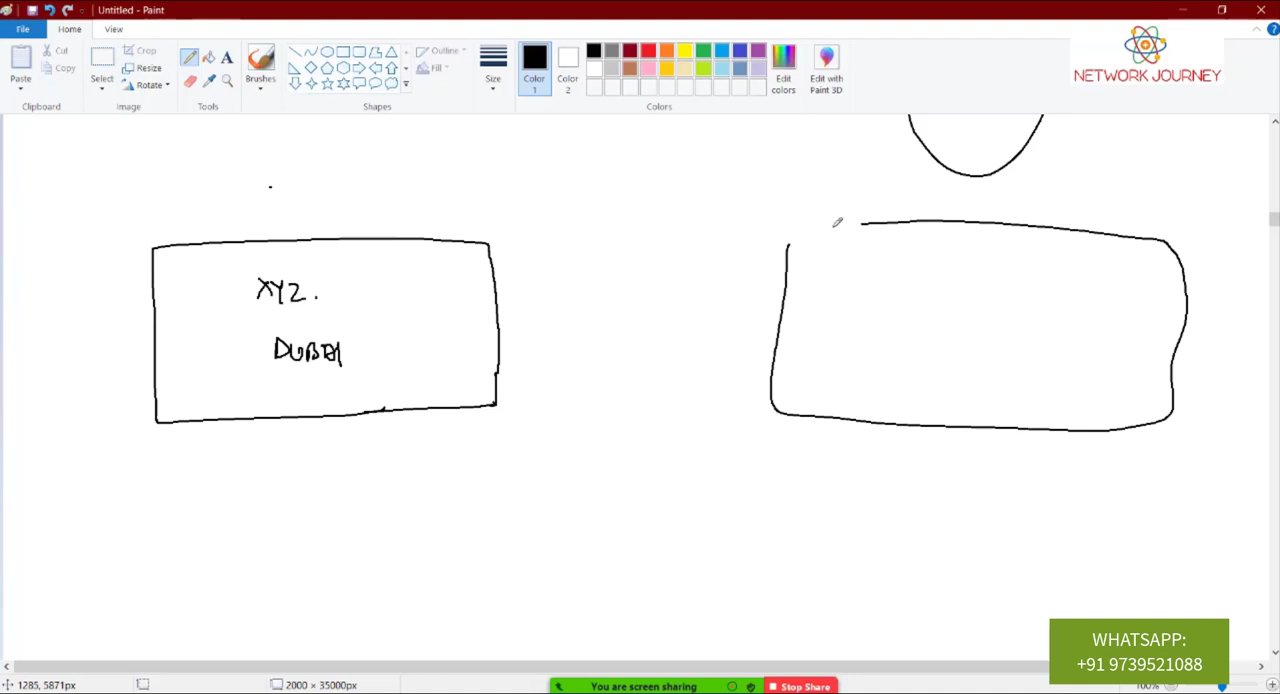 Untitled - Paint
File
Home
View
Paste
Cut
Copy
Clipboard
Select
Crop
Resize
Rotate
Image
Tools
Brushes
Outline
Fill
Shapes
Size
Color 1
Color 2
Edit colors
Edit with Paint 3D
Colors
NETWORK JOURNEY
XYZ.
DUBAI
WHATSAPP:
+91 9739521088
1285, 5871px
2000 × 35000px
You are screen sharing
Stop Share
100%